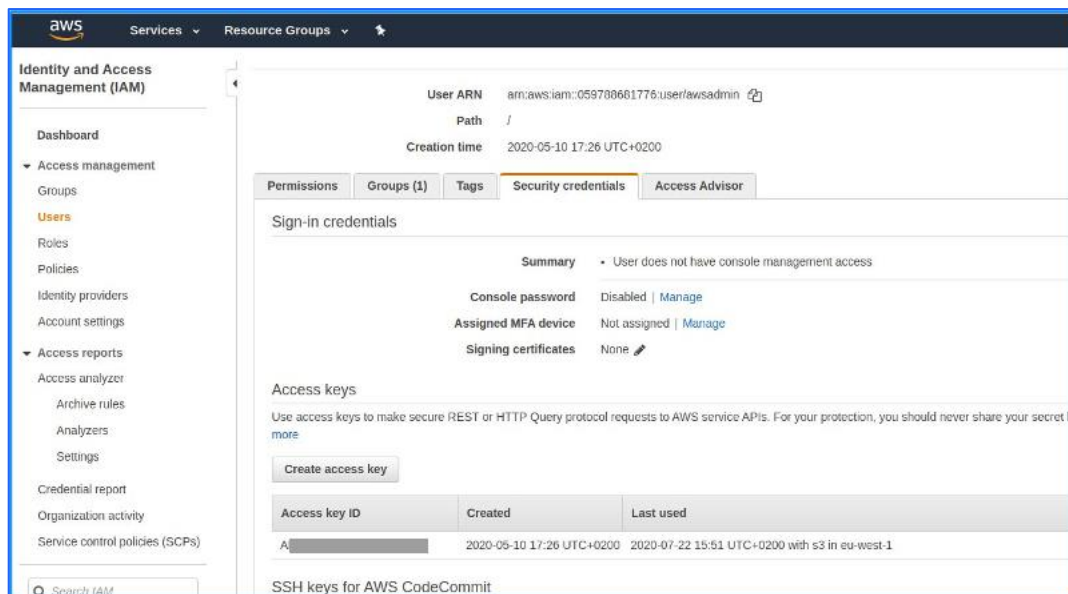 aws
Services
Resource Groups
Identity and Access
Management (IAM)
Dashboard
Access management
Groups
Users
Roles
Policies
Identity providers
Account settings
Access reports
Access analyzer
Archive rules
Analyzers
Settings
Credential report
Organization activity
Service control policies (SCPs)
Search IAM
User ARN arn:aws:iam::059788681776:user/awsadmin
Path /
Creation time 2020-05-10 17:26 UTC+0200
Permissions Groups (1) Tags Security credentials Access Advisor
Sign-in credentials
Summary • User does not have console management access
Console password Disabled | Manage
Assigned MFA device Not assigned | Manage
Signing certificates None
Access keys
Use access keys to make secure REST or HTTP Query protocol requests to AWS service APIs. For your protection, you should never share your secret
more
Create access key
Access key ID Created Last used
A 2020-05-10 17:26 UTC+0200 2020-07-22 15:51 UTC+0200 with s3 in eu-west-1
SSH keys for AWS CodeCommit